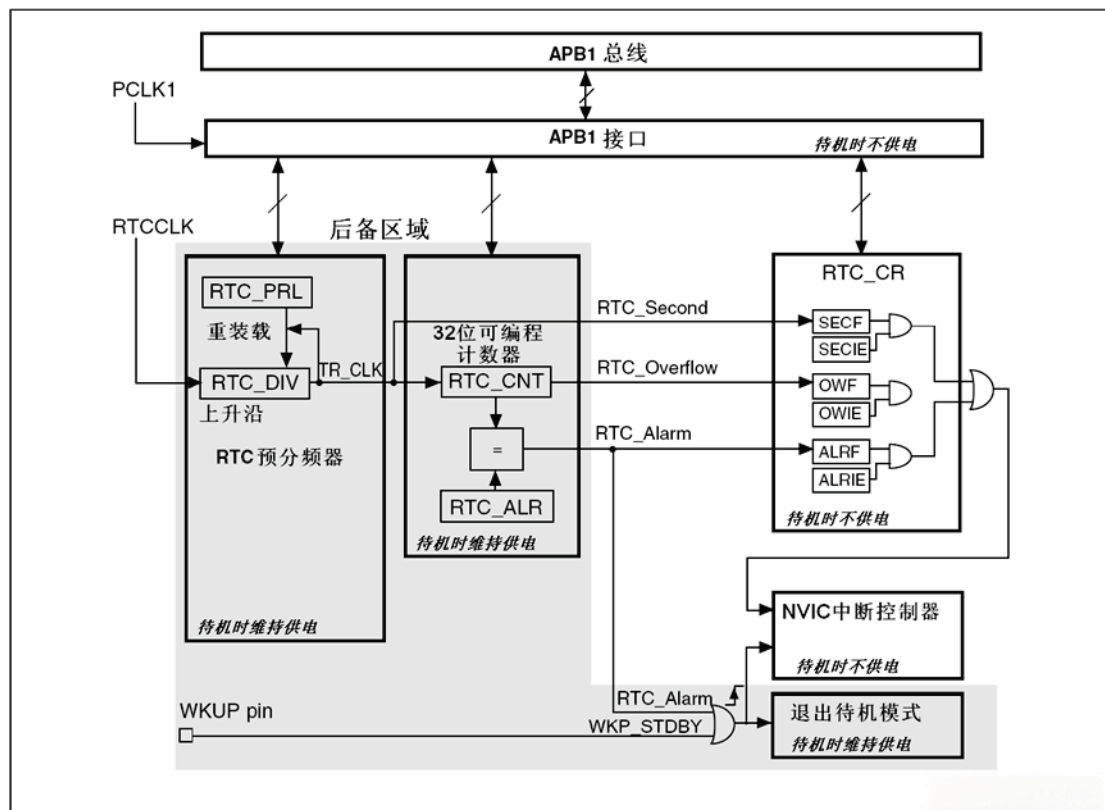 APB1 总线
PCLK1
APB1 接口
待机时不供电
RTCCLK
后备区域
RTC_PRL
重装载
RTC_DIV
TR_CLK
上升沿
RTC预分频器
待机时维持供电
32位可编程
计数器
RTC_CNT
=
RTC_ALR
待机时维持供电
RTC_Second
RTC_Overflow
RTC_Alarm
RTC_CR
SECF
SECIE
OWF
OWIE
ALRF
ALRIE
待机时不供电
NVIC中断控制器
待机时不供电
RTC_Alarm
WKUP pin
WKP_STDBY
退出待机模式
待机时维持供电